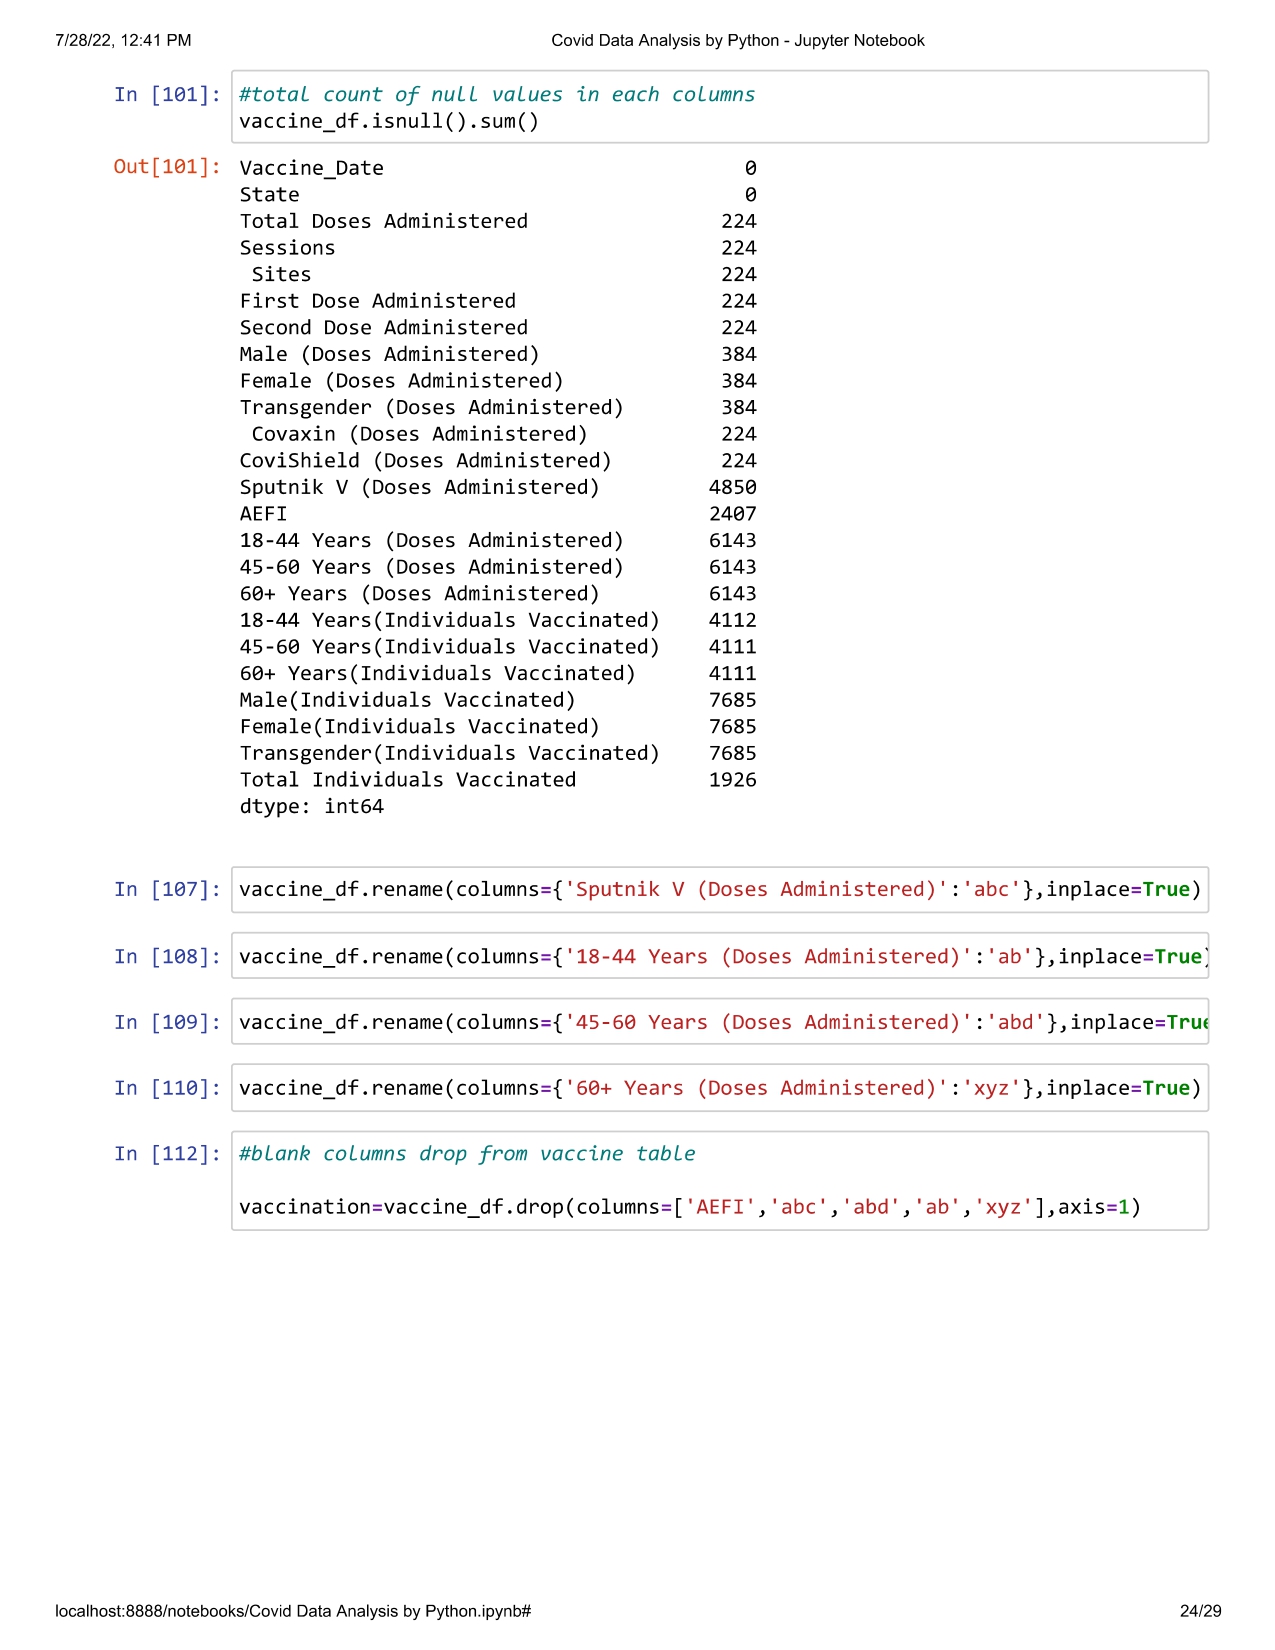 7/28/22, 12:41 PM Covid Data Analysis by Python - Jupyter Notebook
In [101]: #total count of null values in each columns
vaccine_df.isnull().sum()
Out[101]: Vaccine_Date 0
State 0
Total Doses Administered 224
Sessions 224
 Sites 224
First Dose Administered 224
Second Dose Administered 224
Male (Doses Administered) 384
Female (Doses Administered) 384
Transgender (Doses Administered) 384
 Covaxin (Doses Administered) 224
CoviShield (Doses Administered) 224
Sputnik V (Doses Administered) 4850
AEFI 2407
18-44 Years (Doses Administered) 6143
45-60 Years (Doses Administered) 6143
60+ Years (Doses Administered) 6143
18-44 Years(Individuals Vaccinated) 4112
45-60 Years(Individuals Vaccinated) 4111
60+ Years(Individuals Vaccinated) 4111
Male(Individuals Vaccinated) 7685
Female(Individuals Vaccinated) 7685
Transgender(Individuals Vaccinated) 7685
Total Individuals Vaccinated 1926
dtype: int64
In [107]: vaccine_df.rename(columns={'Sputnik V (Doses Administered)':'abc'},inplace=True)
In [108]: vaccine_df.rename(columns={'18-44 Years (Doses Administered)':'ab'},inplace=True)
In [109]: vaccine_df.rename(columns={'45-60 Years (Doses Administered)':'abd'},inplace=True
In [110]: vaccine_df.rename(columns={'60+ Years (Doses Administered)':'xyz'},inplace=True)
In [112]: #blank columns drop from vaccine table
vaccination=vaccine_df.drop(columns=['AEFI','abc','abd','ab','xyz'],axis=1)
localhost:8888/notebooks/Covid Data Analysis by Python.ipynb# 24/29